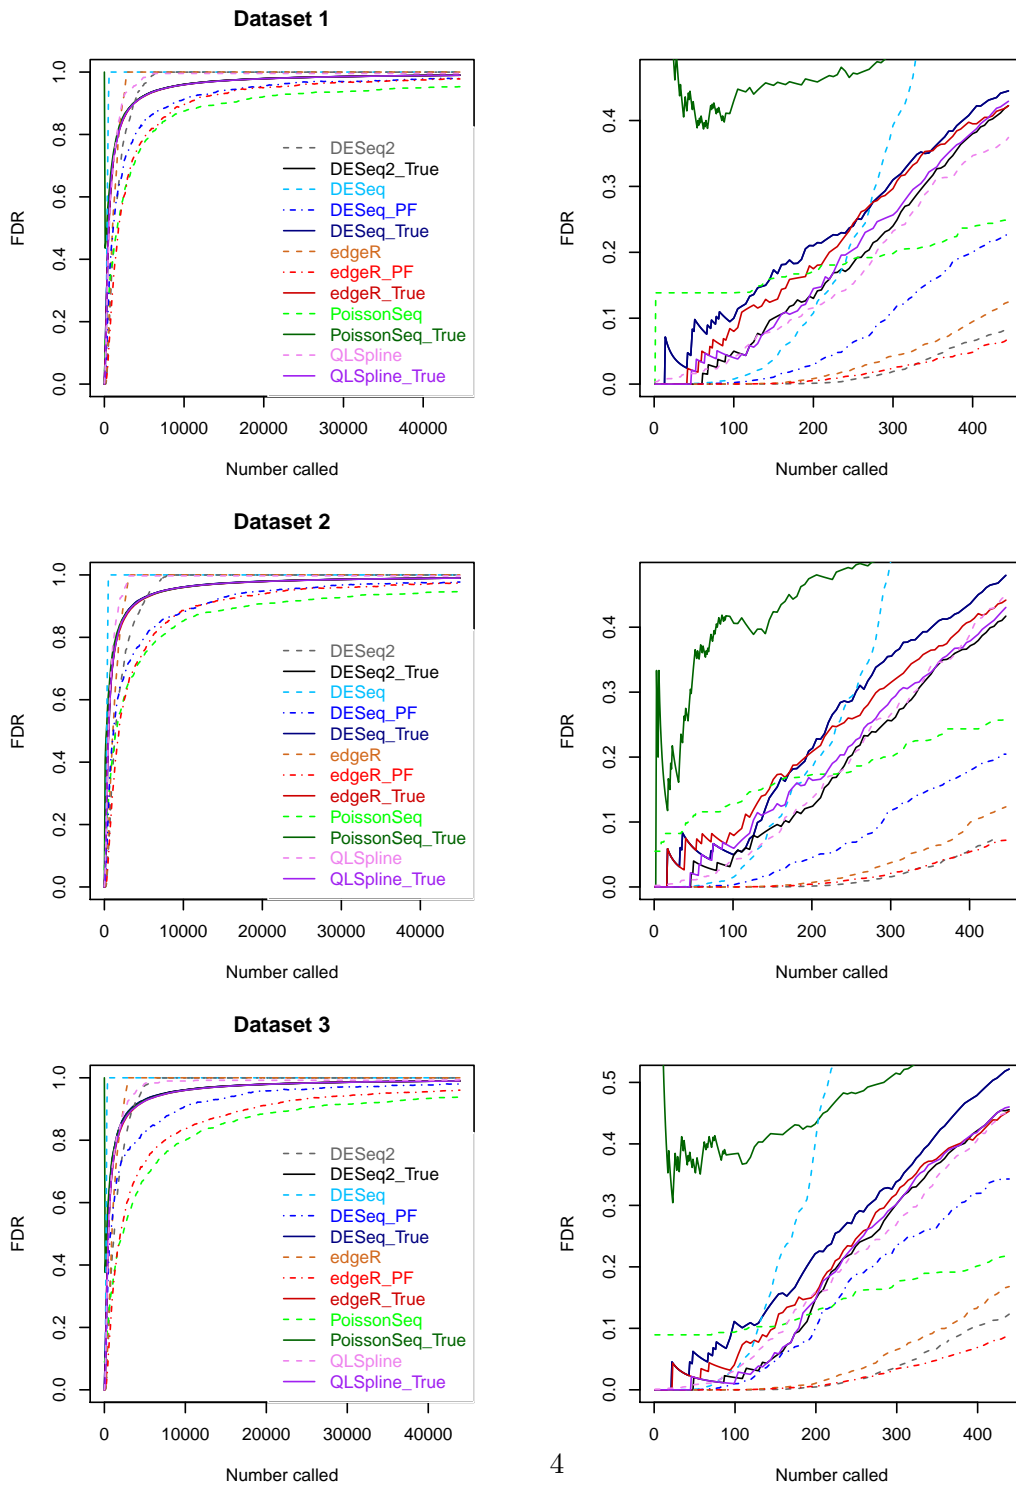 Dataset 1
FDR
0.0 0.2 0.4 0.6 0.8 1.0
DESeq2
DESeq2_True
DESeq
DESeq_PF
DESeq_True
edgeR
edgeR_PF
edgeR_True
PoissonSeq
PoissonSeq_True
QLSpline
QLSpline_True
0 10000 20000 30000 40000
Number called
FDR
0.0 0.1 0.2 0.3 0.4
0 100 200 300 400
Number called
Dataset 2
FDR
0.0 0.2 0.4 0.6 0.8 1.0
DESeq2
DESeq2_True
DESeq
DESeq_PF
DESeq_True
edgeR
edgeR_PF
edgeR_True
PoissonSeq
PoissonSeq_True
QLSpline
QLSpline_True
0 10000 20000 30000 40000
Number called
FDR
0.0 0.1 0.2 0.3 0.4
0 100 200 300 400
Number called
Dataset 3
FDR
0.0 0.2 0.4 0.6 0.8 1.0
DESeq2
DESeq2_True
DESeq
DESeq_PF
DESeq_True
edgeR
edgeR_PF
edgeR_True
PoissonSeq
PoissonSeq_True
QLSpline
QLSpline_True
0 10000 20000 30000 40000
Number called
FDR
0.0 0.1 0.2 0.3 0.4 0.5
0 100 200 300 400
Number called
4